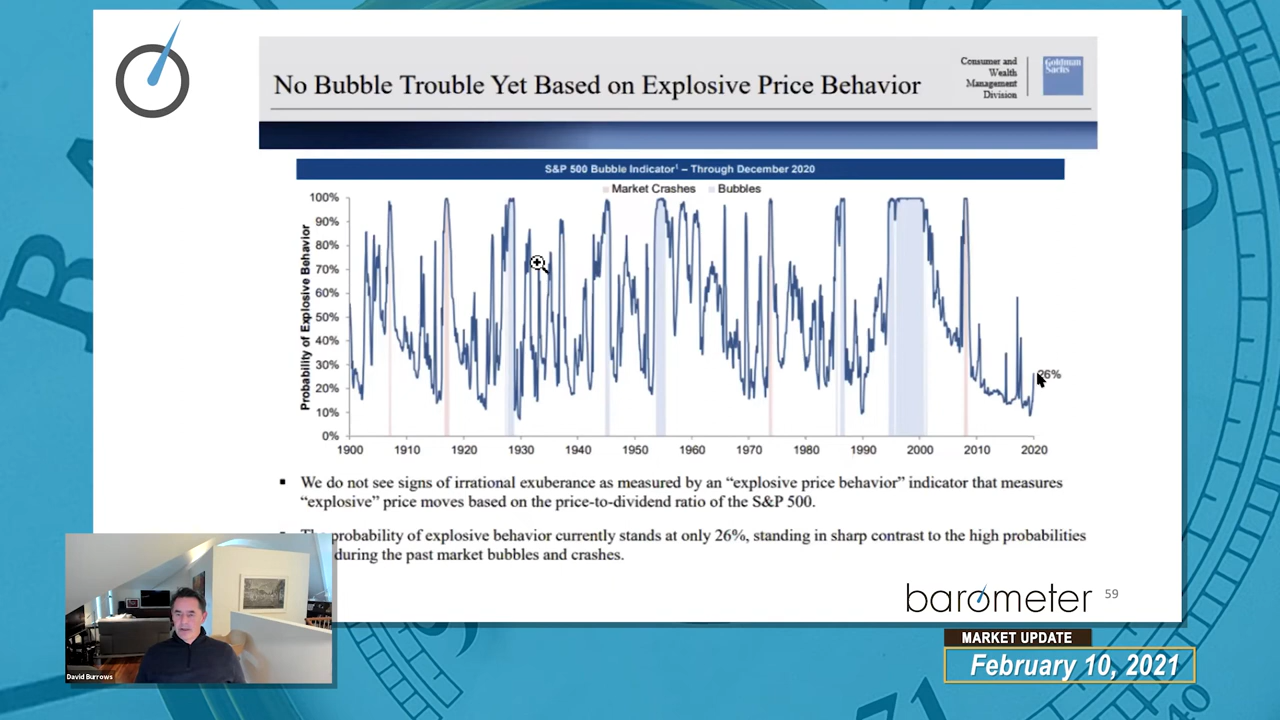 No Bubble Trouble Yet Based on Explosive Price Behavior
Consumer and
Wealth
Management
Division
Goldman
Sachs
S&P 500 Bubble Indicator¹ – Through December 2020
Market Crashes Bubbles
Probability of Explosive Behavior
100%
90%
80%
70%
60%
50%
40%
30%
20%
10%
0%
26%
1900 1910 1920 1930 1940 1950 1960 1970 1980 1990 2000 2010 2020
▪ We do not see signs of irrational exuberance as measured by an “explosive price behavior” indicator that measures
“explosive” price moves based on the price-to-dividend ratio of the S&P 500.
probability of explosive behavior currently stands at only 26%, standing in sharp contrast to the high probabilities
during the past market bubbles and crashes.
barometer 59
MARKET UPDATE
February 10, 2021
David Burrows